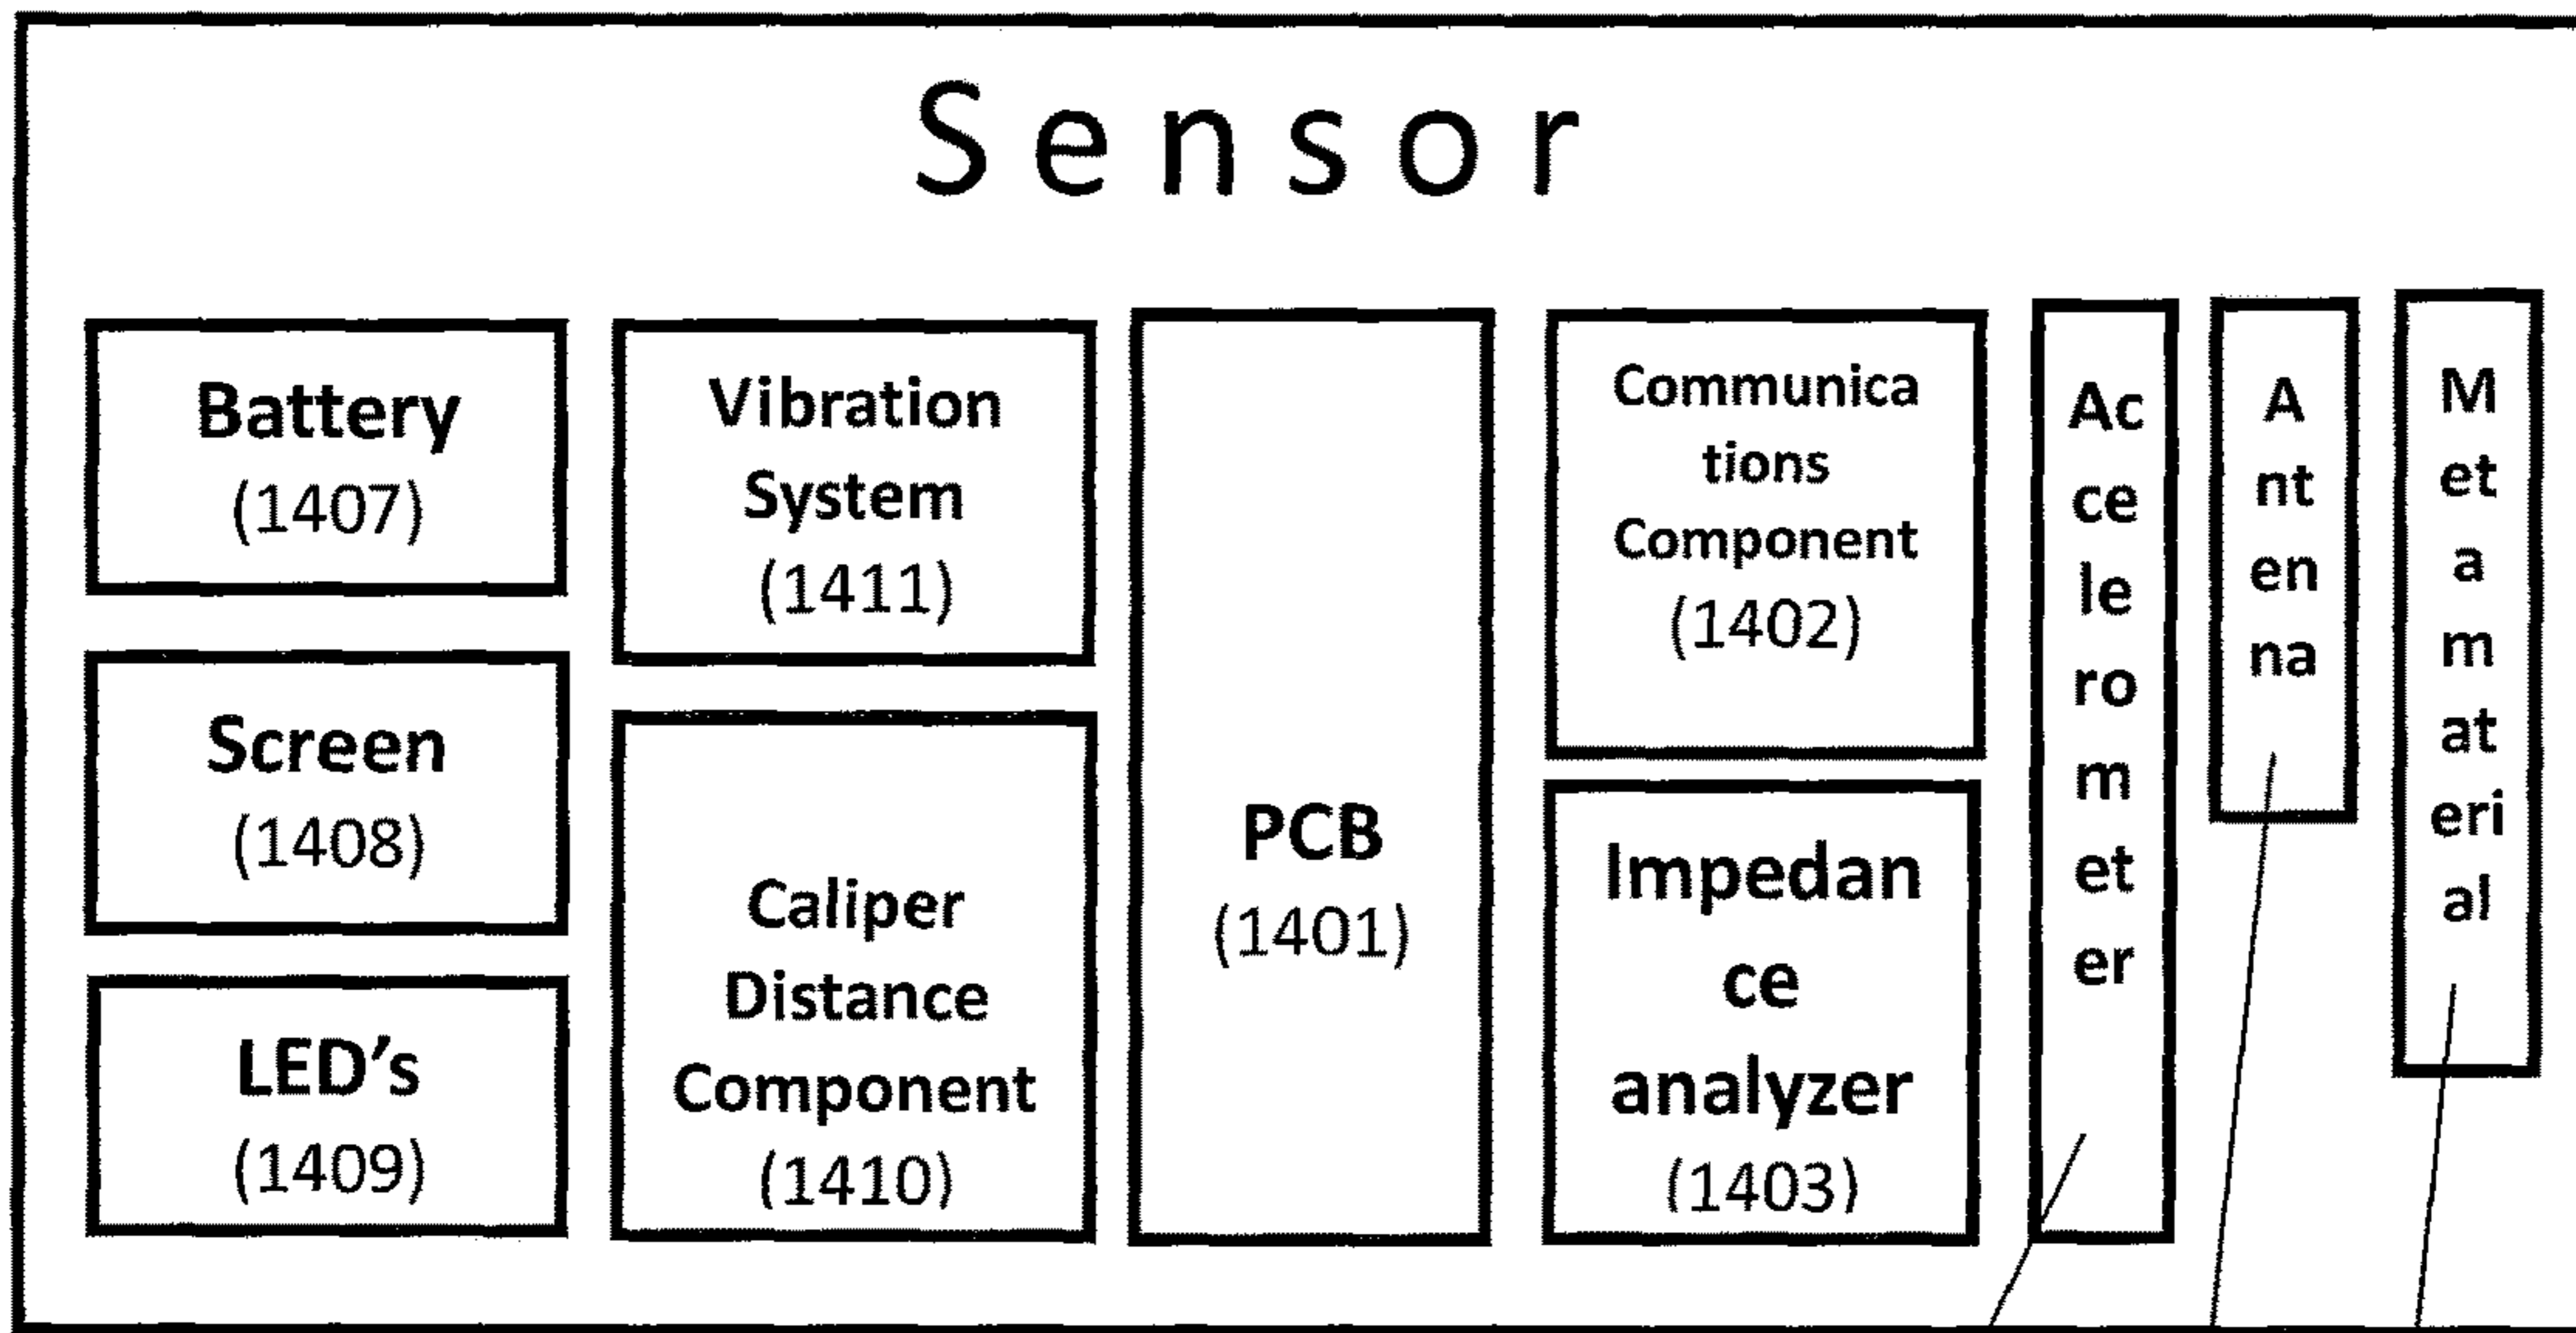 Sensor
Battery
(1407)
Screen
(1408)
LED's
(1409)
Vibration
System
(1411)
Caliper
Distance
Component
(1410)
PCB
(1401)
Communica
tions
Component
(1402)
Impedan
ce
analyzer
(1403)
Ac
ce
le
ro
m
et
er
A
nt
en
na
M
et
a
m
at
eri
al